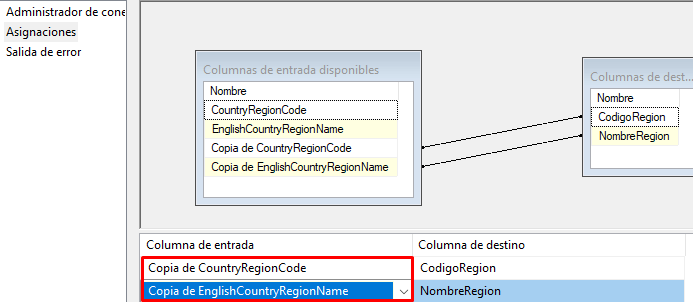 Administrador de cone
Asignaciones
Salida de error
Columnas de entrada disponibles
Nombre
CountryRegionCode
EnglishCountryRegionName
Copia de CountryRegionCode
Copia de EnglishCountryRegionName
Columnas de dest...
Nombre
CodigoRegion
NombreRegion
Columna de entrada Columna de destino
Copia de CountryRegionCode CodigoRegion
Copia de EnglishCountryRegionName NombreRegion